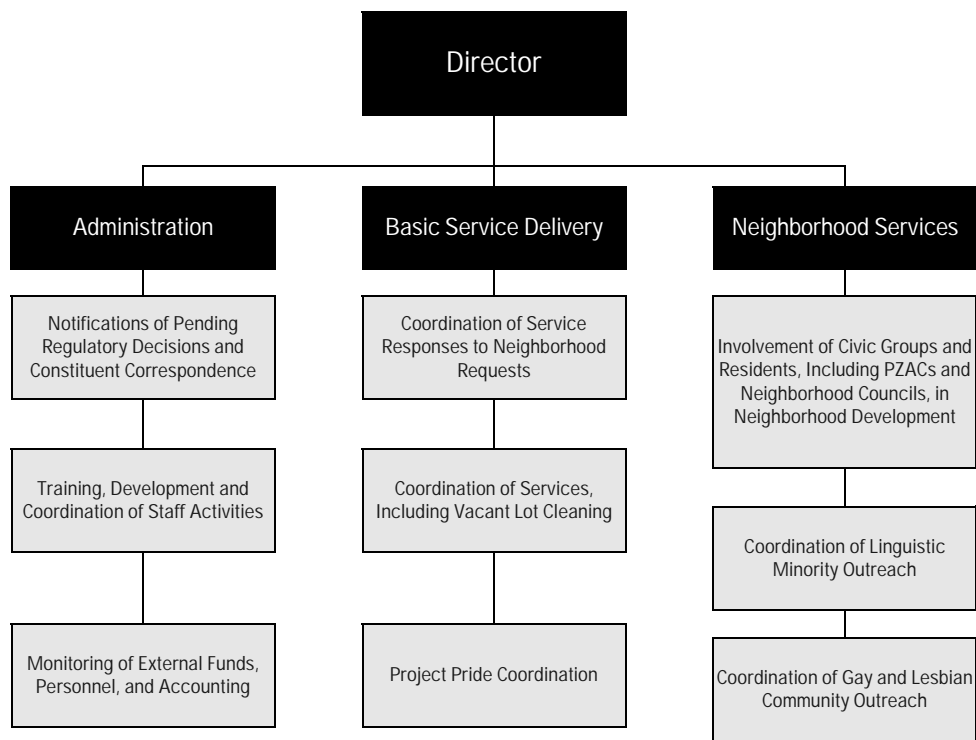 Director
Administration
Basic Service Delivery
Neighborhood Services
Notifications of Pending
Regulatory Decisions and
Constituent Correspondence
Coordination of Service
Responses to Neighborhood
Requests
Involvement of Civic Groups and
Residents, Including PZACs and
Neighborhood Councils, in
Neighborhood Development
Training, Development and
Coordination of Staff Activities
Coordination of Services,
Including Vacant Lot Cleaning
Coordination of Linguistic
Minority Outreach
Monitoring of External Funds,
Personnel, and Accounting
Project Pride Coordination
Coordination of Gay and Lesbian
Community Outreach